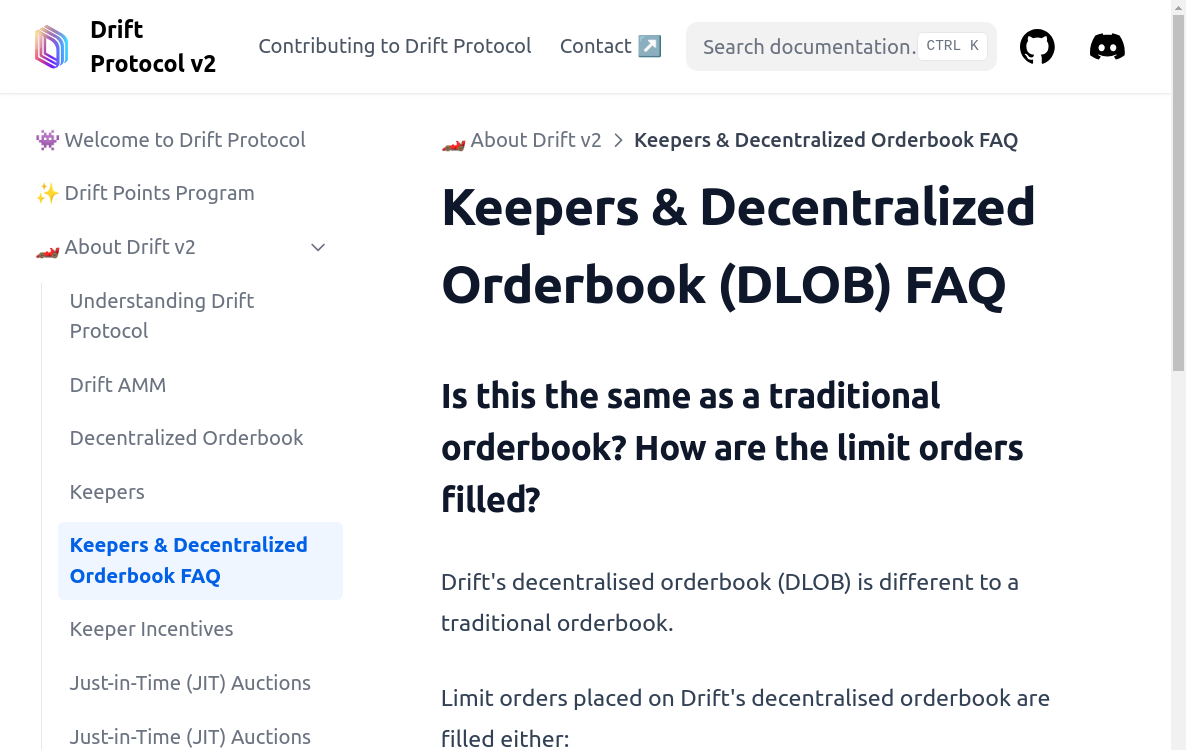 Drift
Protocol v2
Contributing to Drift Protocol
Contact ↗️
Search documentation.
CTRL K
👾 Welcome to Drift Protocol
✨ Drift Points Program
🏎️ About Drift v2
Understanding Drift
Protocol
Drift AMM
Decentralized Orderbook
Keepers
Keepers & Decentralized
Orderbook FAQ
Keeper Incentives
Just-in-Time (JIT) Auctions
Just-in-Time (JIT) Auctions
🏎️ About Drift v2 > Keepers & Decentralized Orderbook FAQ
Keepers & Decentralized
Orderbook (DLOB) FAQ
Is this the same as a traditional
orderbook? How are the limit orders
filled?
Drift's decentralised orderbook (DLOB) is different to a
traditional orderbook.
Limit orders placed on Drift's decentralised orderbook are
filled either: